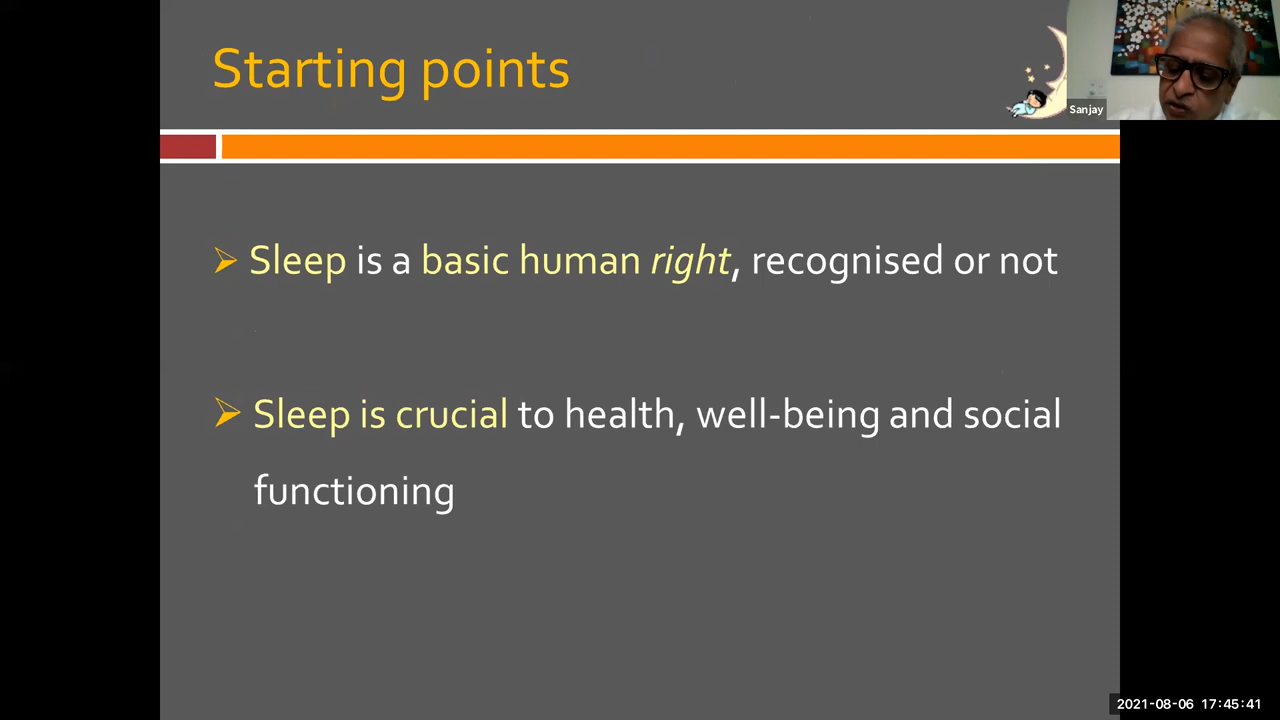 Starting points
Sanjay
Sleep is a basic human right, recognised or not
Sleep is crucial to health, well-being and social
functioning
2021-08-06 17:45:41